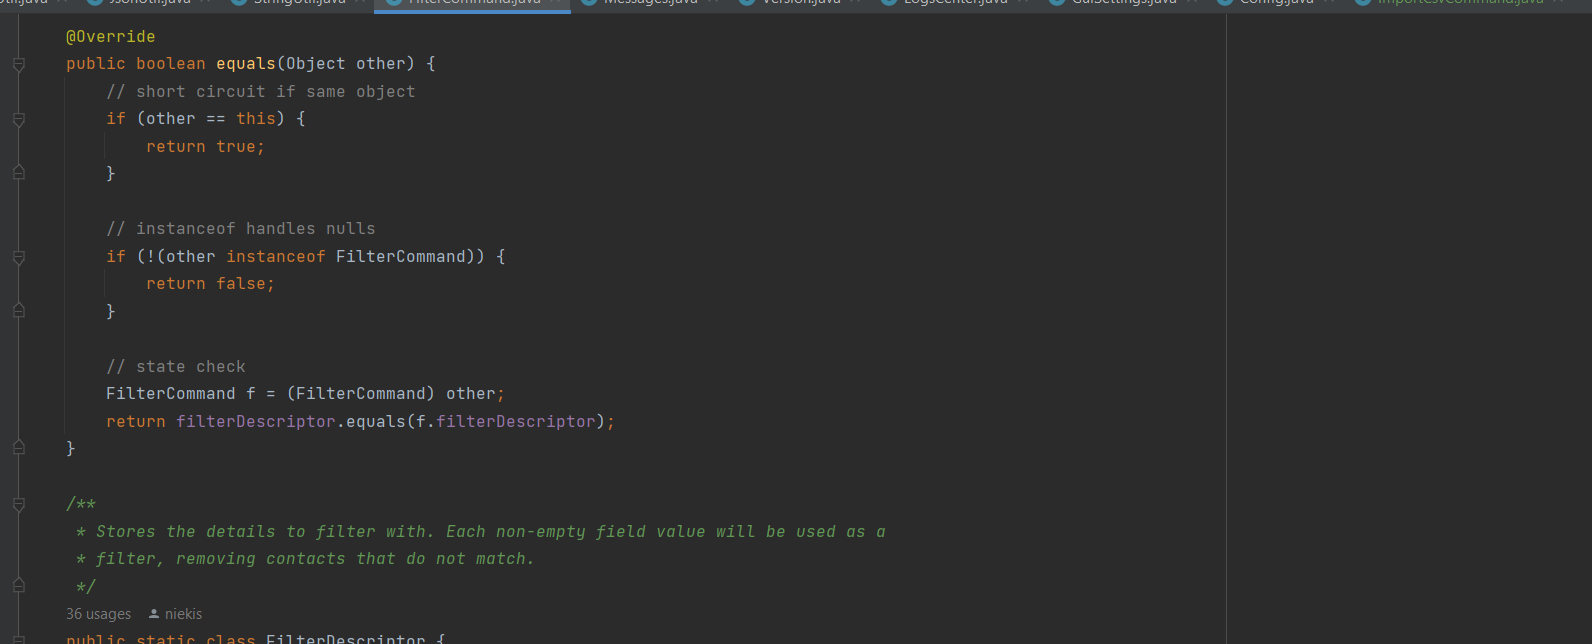 JsonUtil.java StringUtil.java FilterCommand.java Messages.java Version.java LogsCenter.java GuiSettings.java Config.java ImportCsvCommand.java
@Override
public boolean equals(Object other) {
// short circuit if same object
if (other == this) {
return true;
}
// instanceof handles nulls
if (!(other instanceof FilterCommand)) {
return false;
}
// state check
FilterCommand f = (FilterCommand) other;
return filterDescriptor.equals(f.filterDescriptor);
}
/**
* Stores the details to filter with. Each non-empty field value will be used as a
* filter, removing contacts that do not match.
*/
36 usages niekis
public static class FilterDescriptor {